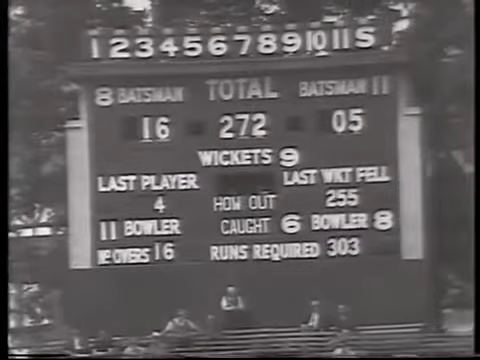 1 2 3 4 5 6 7 8 9 10 11 S
8 BATSMAN TOTAL BATSMAN 11
16 272 05
WICKETS 9
LAST PLAYER LAST WKT FELL
4 HOW OUT 255
11 BOWLER CAUGHT 6 BOWLER 8
No OVERS 16 RUNS REQUIRED 303